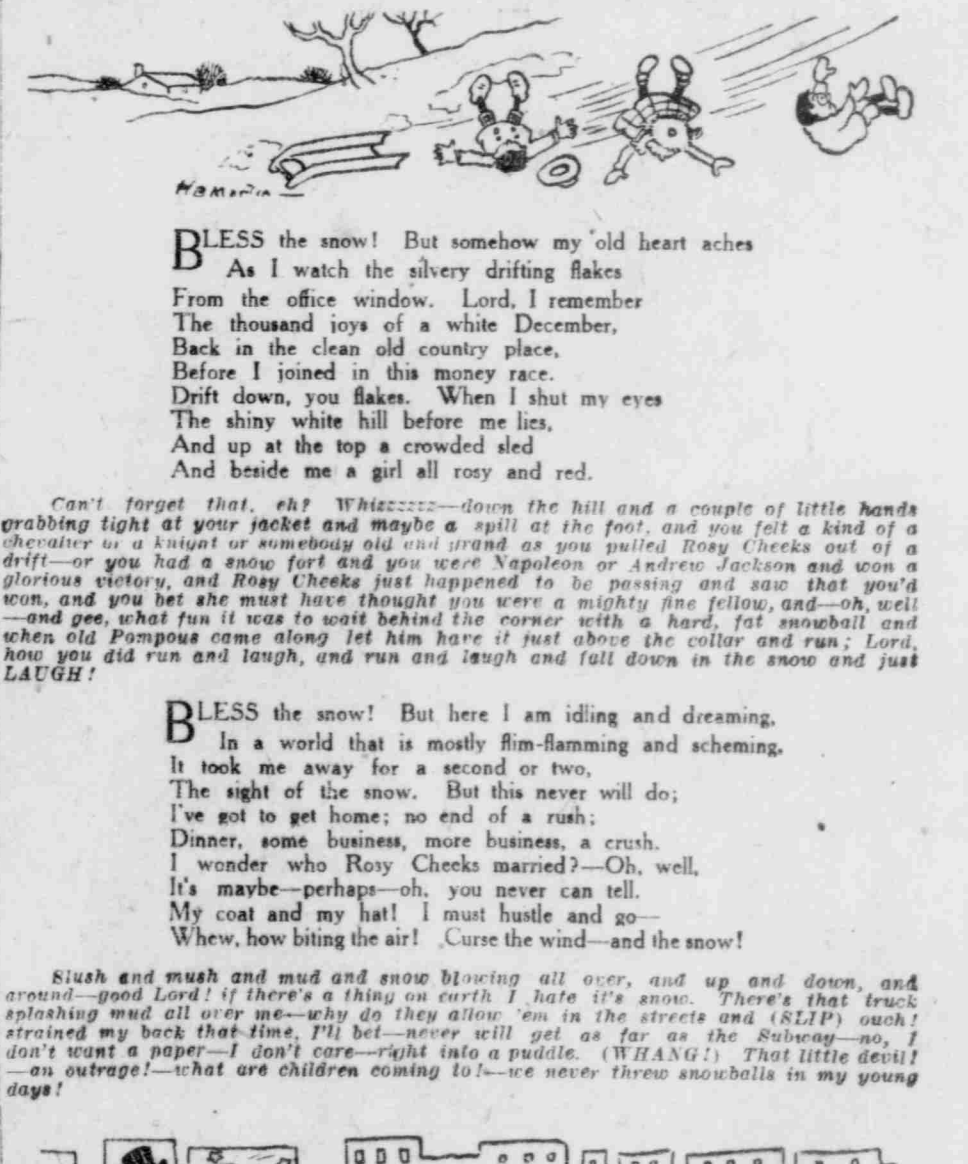 HBMartin
BLESS the snow! But somehow my old heart aches
As I watch the silvery drifting flakes
From the office window. Lord, I remember
The thousand joys of a white December,
Back in the clean old country place,
Before I joined in this money race.
Drift down, you flakes. When I shut my eyes
The shiny white hill before me lies,
And up at the top a crowded sled
And beside me a girl all rosy and red.
Can't forget that, eh? Whizzzzzz—down the hill and a couple of little hands
grabbing tight at your jacket and maybe a spill at the foot, and you felt a kind of a
chevalier or a knight or somebody old and grand as you pulled Rosy Cheeks out of a
drift—or you had a snow fort and you were Napoleon or Andrew Jackson and won a
glorious victory, and Rosy Cheeks just happened to be passing and saw that you'd
won, and you bet she must have thought you were a mighty fine fellow, and—oh, well
—and gee, what fun it was to wait behind the corner with a hard, fat snowball and
when old Pompous came along let him have it just above the collar and run; Lord,
how you did run and laugh, and run and laugh and fall down in the snow and just
LAUGH!
BLESS the snow! But here I am idling and dreaming,
In a world that is mostly flim-flamming and scheming,
It took me away for a second or two,
The sight of the snow. But this never will do;
I've got to get home; no end of a rush;
Dinner, some business, more business, a crush.
I wonder who Rosy Cheeks married?—Oh, well,
It's maybe—perhaps—oh, you never can tell.
My coat and my hat! I must hustle and go—
Whew, how biting the air! Curse the wind—and the snow!
Slush and mush and mud and snow blowing all over, and up and down, and
around—good Lord! if there's a thing on earth I hate it's snow. There's that truck
splashing mud all over me—why do they allow 'em in the streets and (SLIP) ouch!
strained my back that time, I'll bet—never will get as far as the Subway—no, I
don't want a paper—I don't care—right into a puddle. (WHANG!) That little devil!
—an outrage!—what are children coming to!—we never threw snowballs in my young
days!